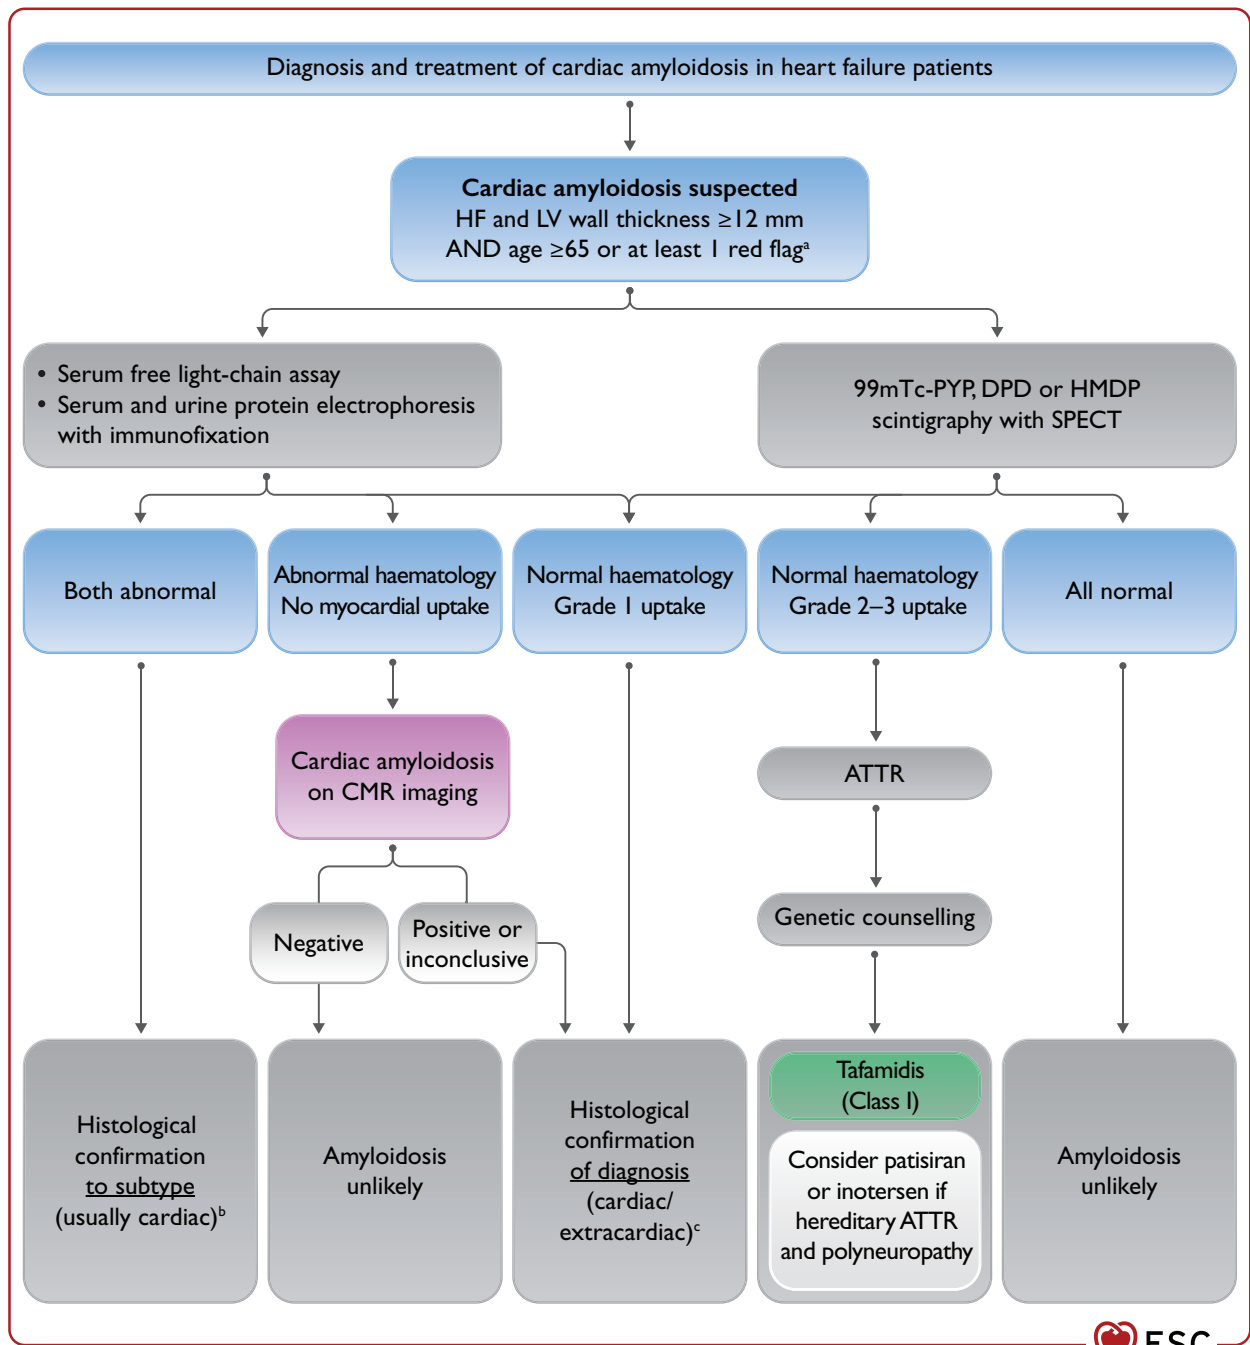 Diagnosis and treatment of cardiac amyloidosis in heart failure patients
Cardiac amyloidosis suspected
HF and LV wall thickness ≥12 mm
AND age ≥65 or at least 1 red flagᵃ
• Serum free light-chain assay
• Serum and urine protein electrophoresis
with immunofixation
99mTc-PYP, DPD or HMDP
scintigraphy with SPECT
Both abnormal
Abnormal haematology
No myocardial uptake
Normal haematology
Grade 1 uptake
Normal haematology
Grade 2–3 uptake
All normal
Cardiac amyloidosis
on CMR imaging
ATTR
Negative
Positive or
inconclusive
Genetic counselling
Histological
confirmation
to subtype
(usually cardiac)ᵇ
Amyloidosis
unlikely
Histological
confirmation
of diagnosis
(cardiac/
extracardiac)ᶜ
Tafamidis
(Class I)
Consider patisiran
or inotersen if
hereditary ATTR
and polyneuropathy
Amyloidosis
unlikely
ESC